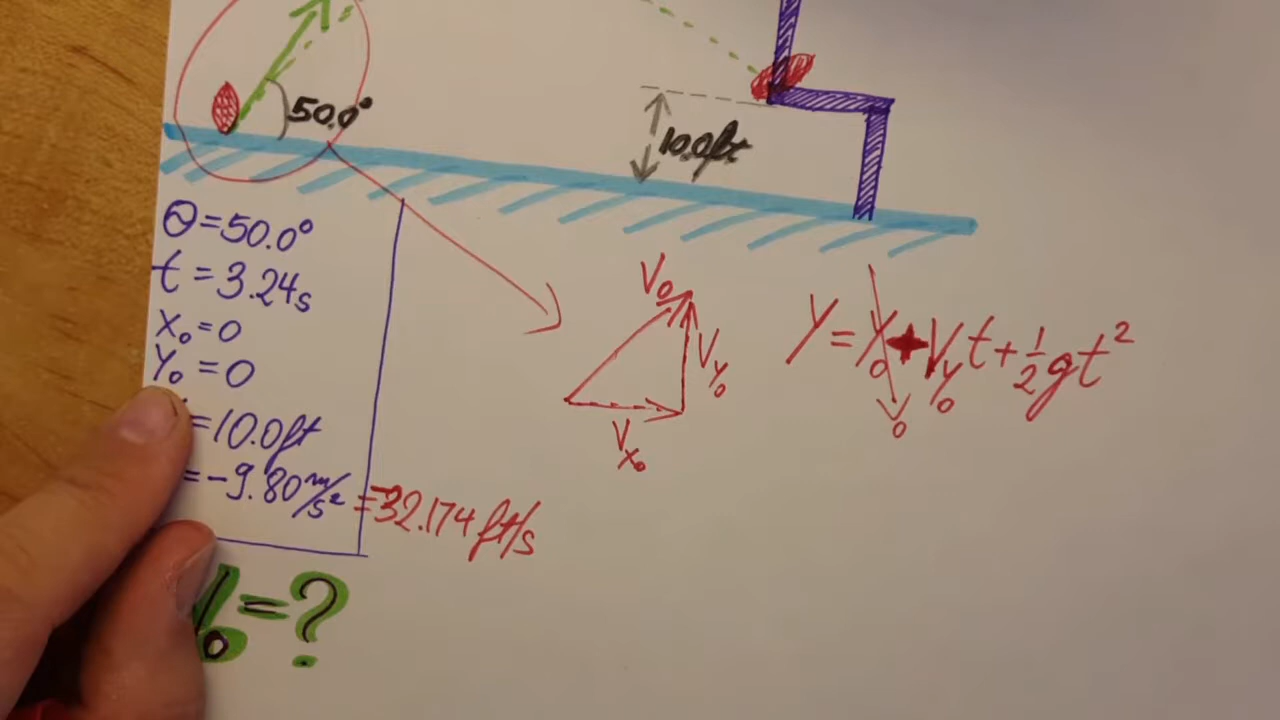 50.0°
10.0ft
Θ=50.0°
t=3.24s
X₀=0
Y₀=0
=10.0ft
=-9.80m/s² =-32.174ft/s
V₀=?
V₀
Vy₀
Vx₀
Y=Y₀+Vy₀t+½gt²
0